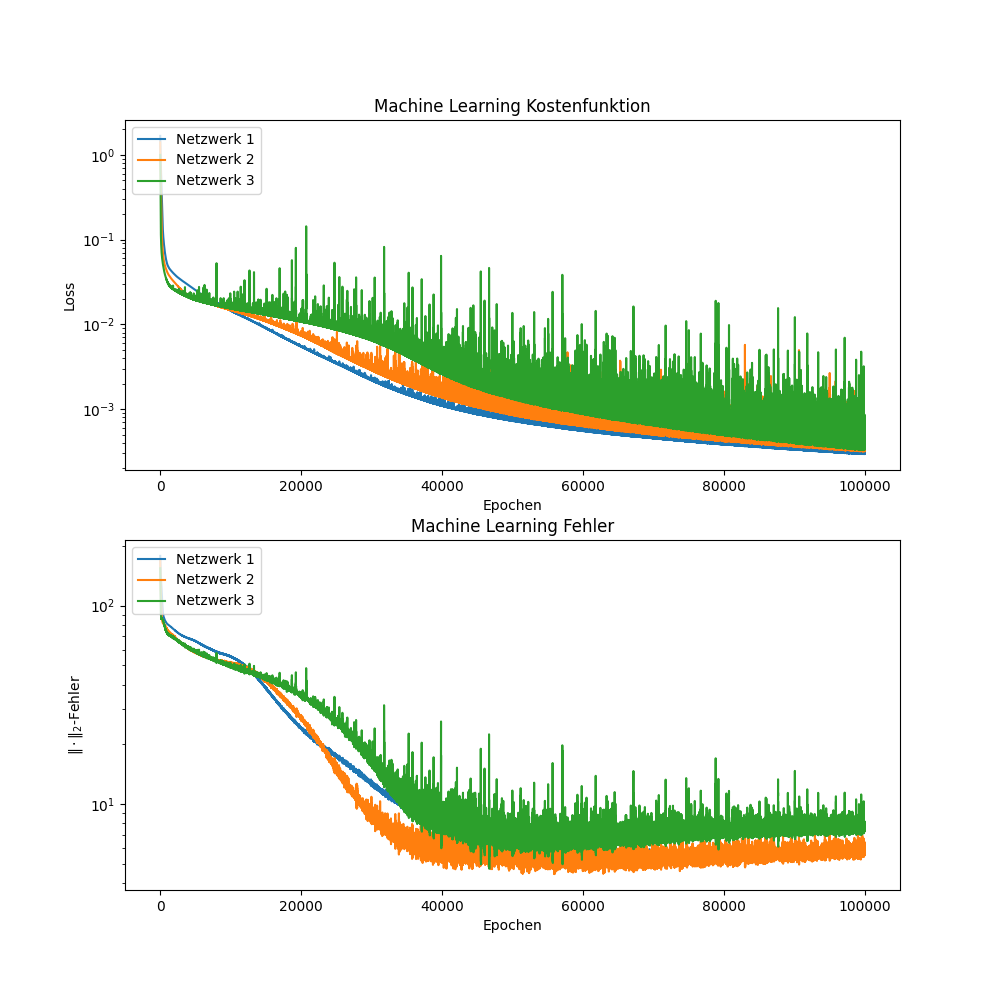 Machine Learning Kostenfunktion
Netzwerk 1
Netzwerk 2
Netzwerk 3
Loss
10⁰
10⁻¹
10⁻²
10⁻³
0 20000 40000 60000 80000 100000
Epochen
Machine Learning Fehler
Netzwerk 1
Netzwerk 2
Netzwerk 3
‖·‖₂-Fehler
10²
10¹
0 20000 40000 60000 80000 100000
Epochen